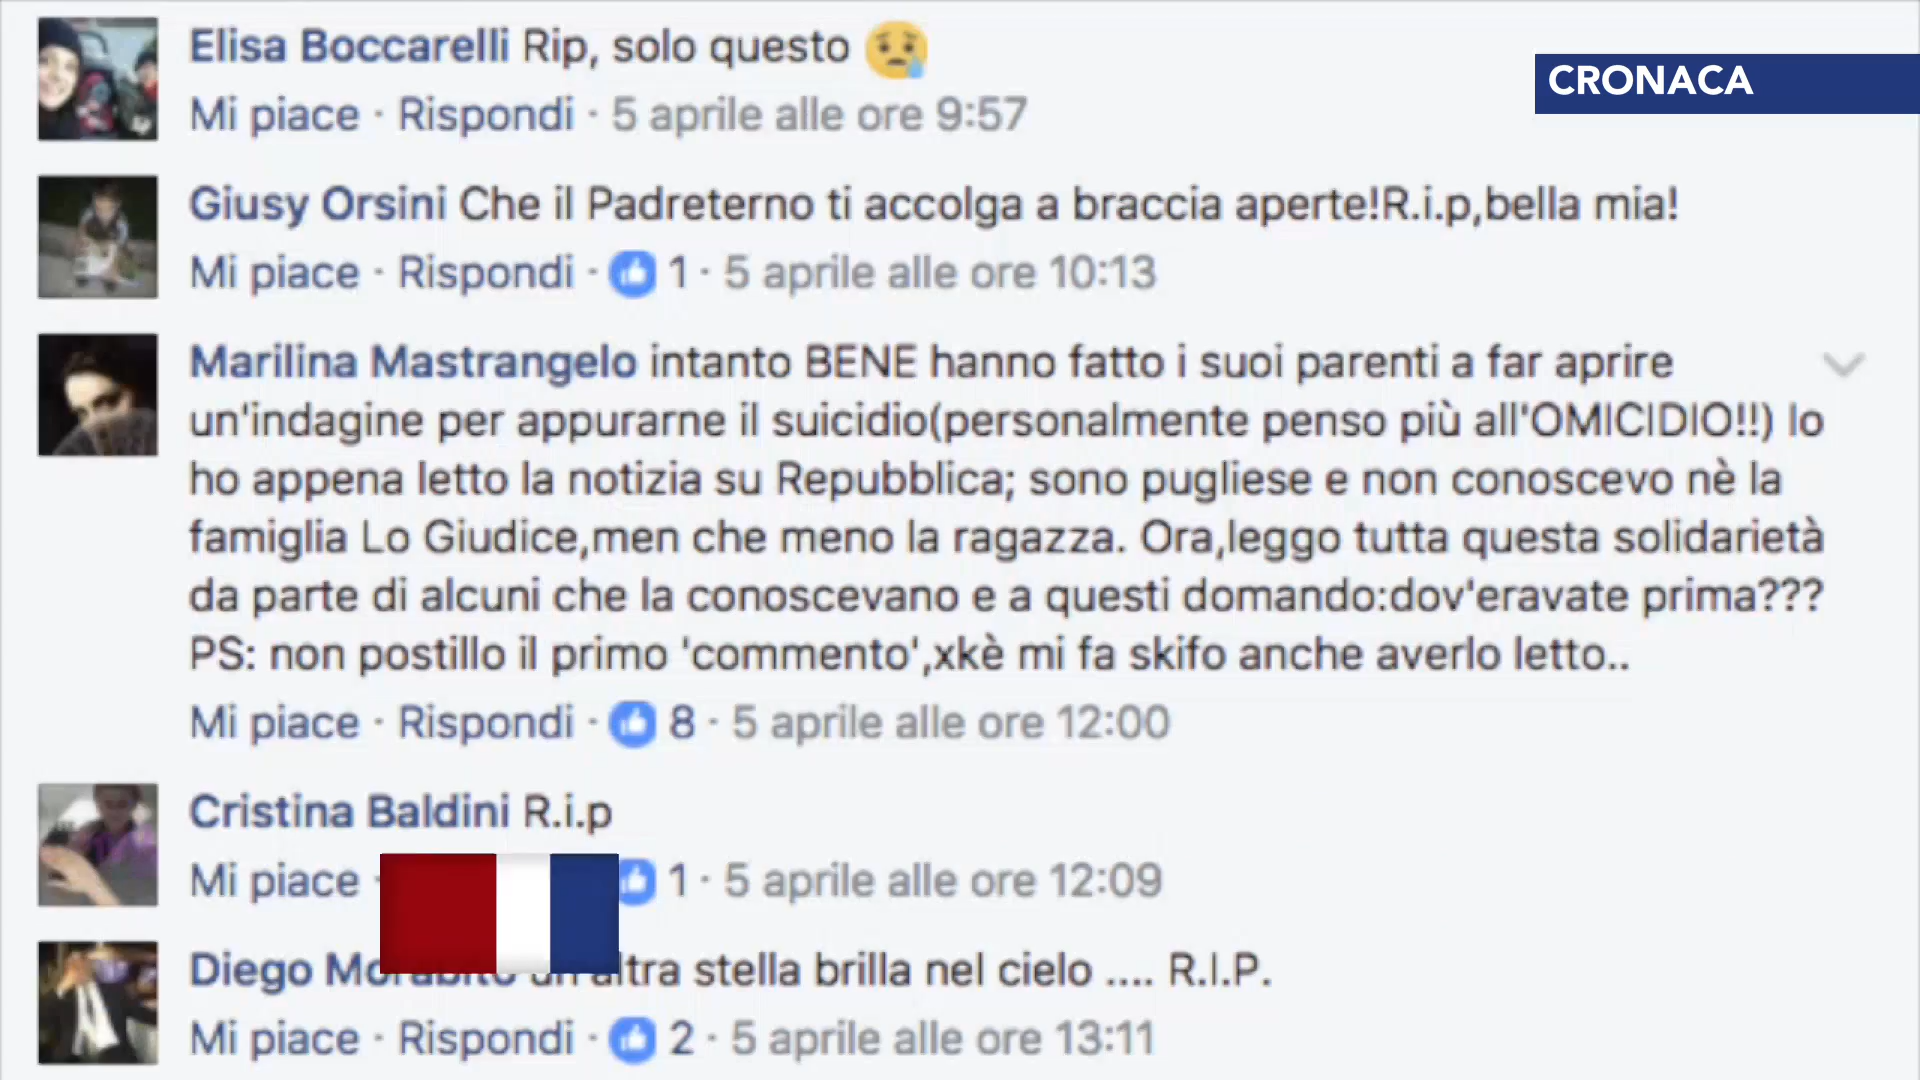 CRONACA
Elisa Boccarelli Rip, solo questo
Mi piace · Rispondi · 5 aprile alle ore 9:57
Giusy Orsini Che il Padreterno ti accolga a braccia aperte!R.i.p,bella mia!
Mi piace · Rispondi · 1 · 5 aprile alle ore 10:13
Marilina Mastrangelo intanto BENE hanno fatto i suoi parenti a far aprire
un'indagine per appurarne il suicidio(personalmente penso più all'OMICIDIO!!) Io
ho appena letto la notizia su Repubblica; sono pugliese e non conoscevo nè la
famiglia Lo Giudice,men che meno la ragazza. Ora,leggo tutta questa solidarietà
da parte di alcuni che la conoscevano e a questi domando:dov'eravate prima???
PS: non postillo il primo 'commento',xkè mi fa skifo anche averlo letto..
Mi piace · Rispondi · 8 · 5 aprile alle ore 12:00
Cristina Baldini R.i.p
Mi piace · 1 · 5 aprile alle ore 12:09
Diego Morabito un'altra stella brilla nel cielo .... R.I.P.
Mi piace · Rispondi · 2 · 5 aprile alle ore 13:11